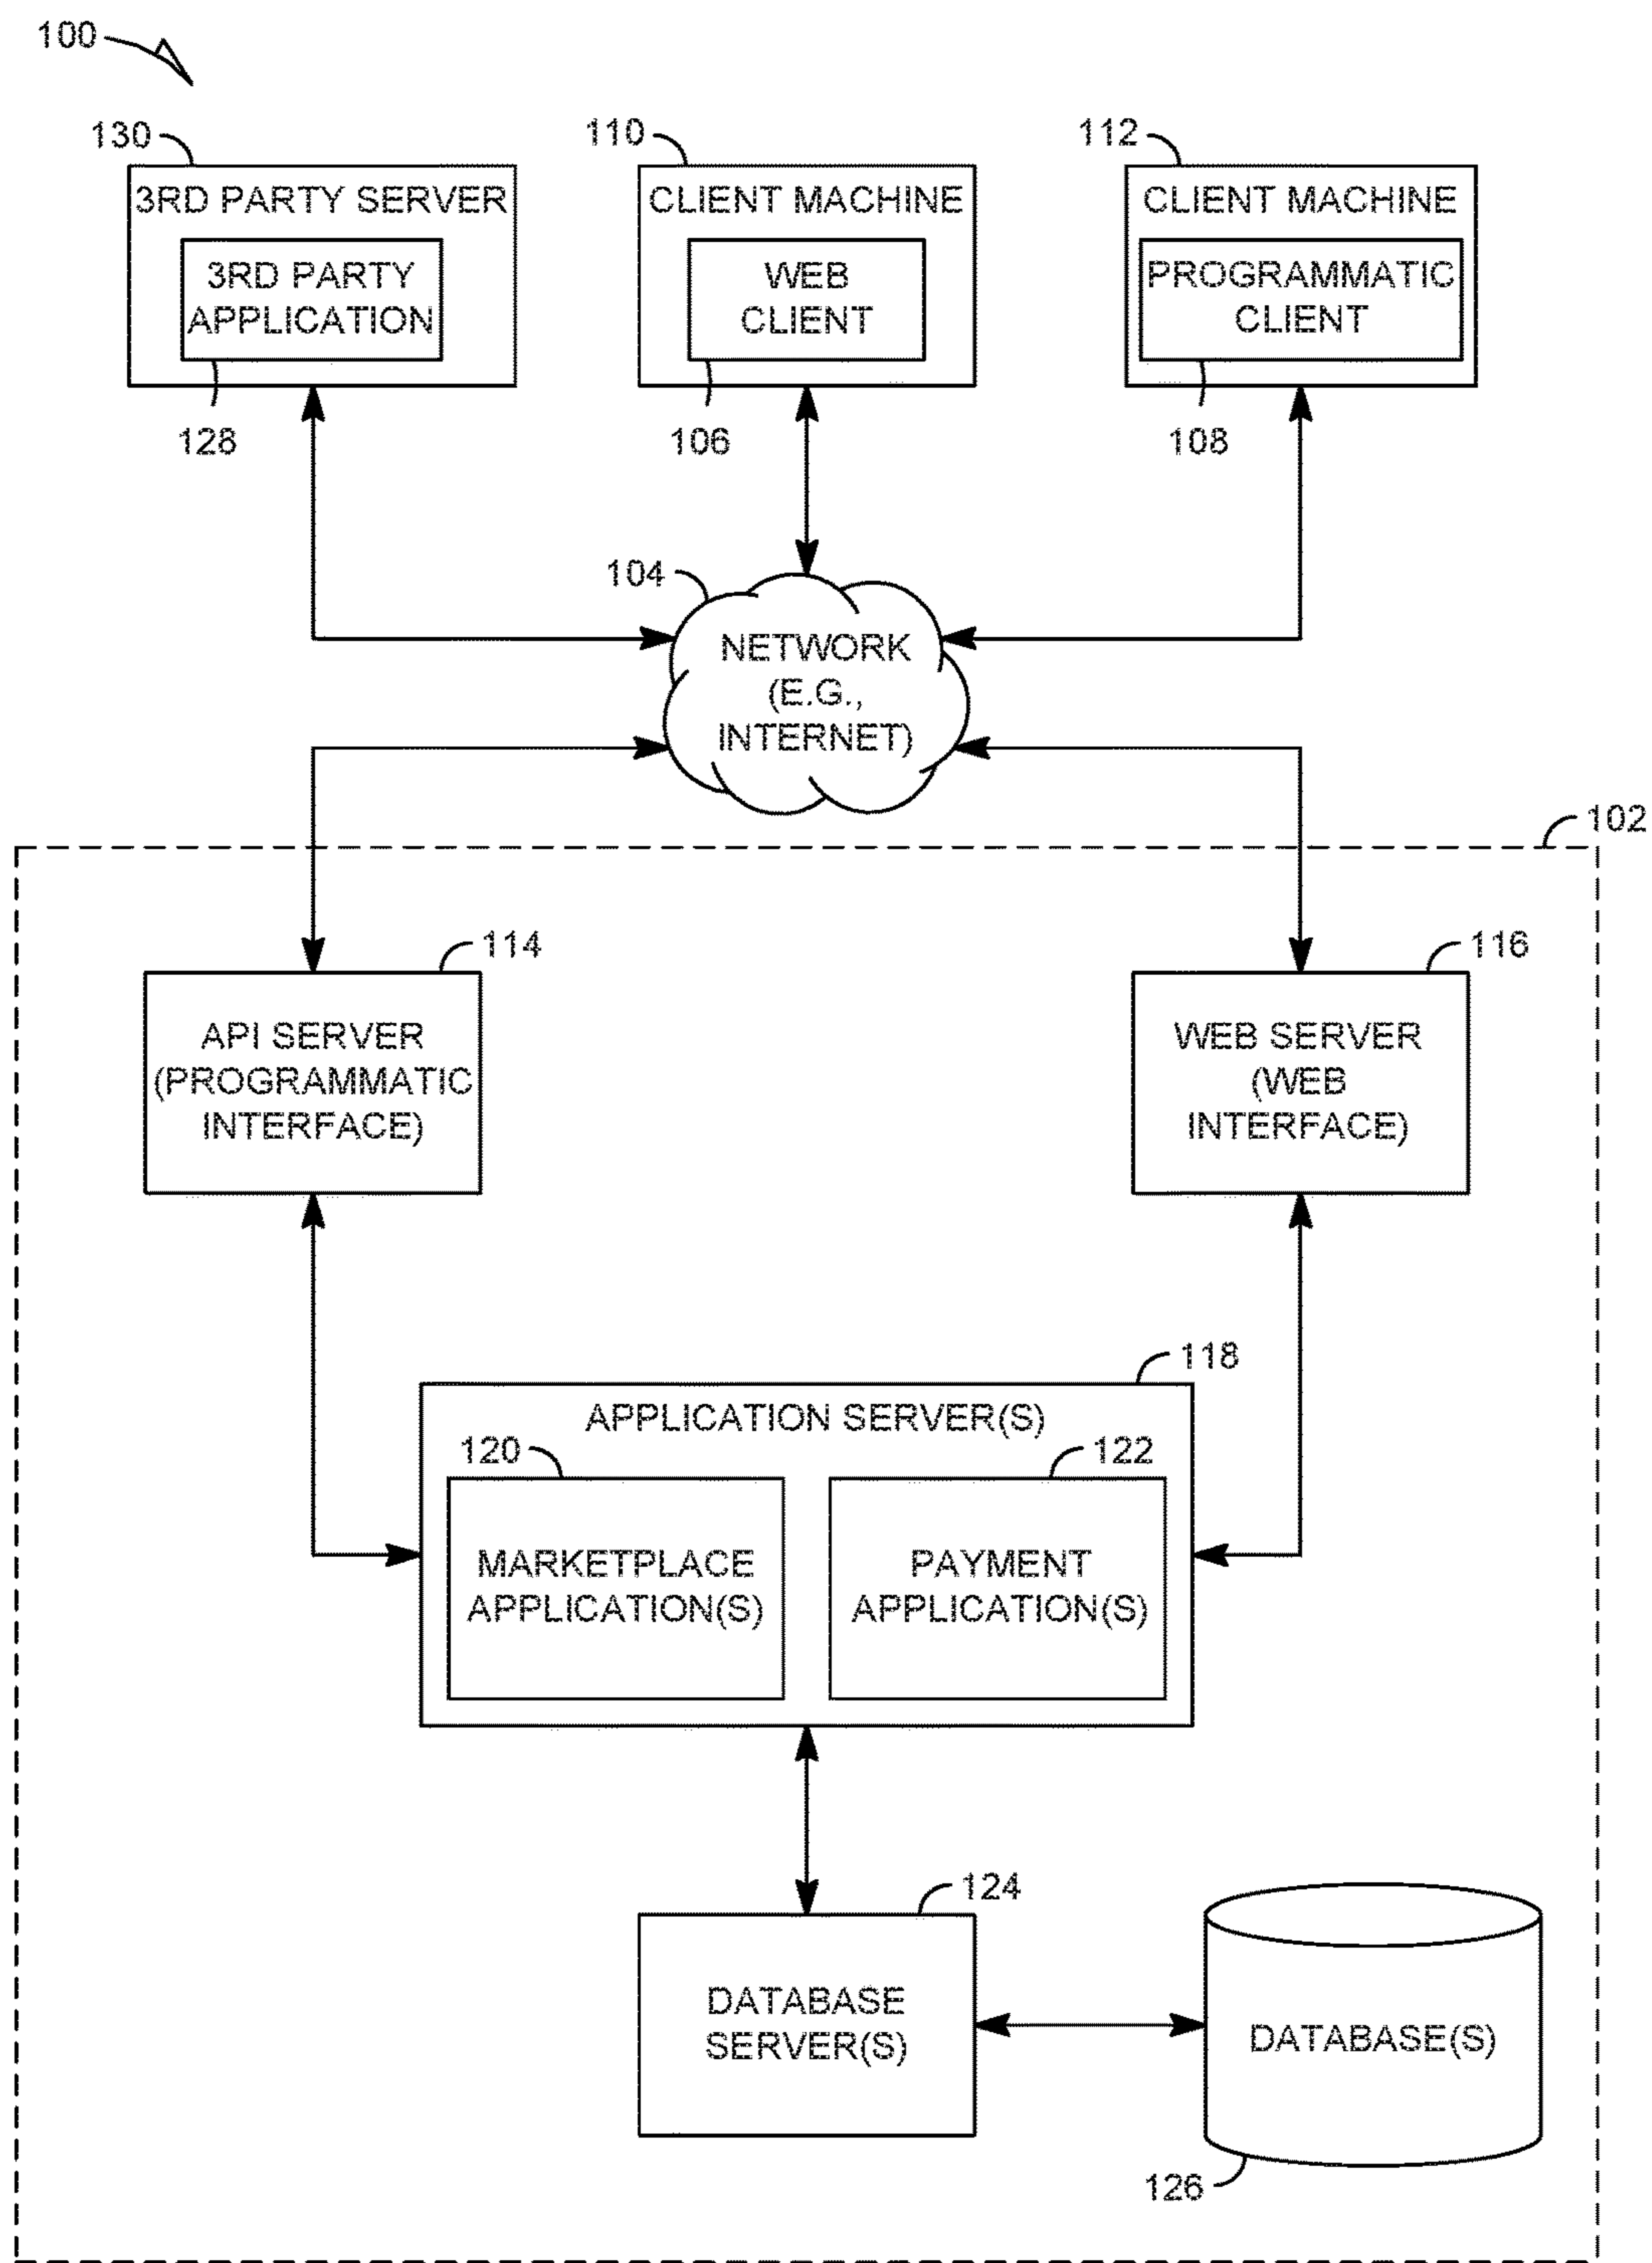 100
130
3RD PARTY SERVER
3RD PARTY
APPLICATION
128
110
CLIENT MACHINE
WEB
CLIENT
106
112
CLIENT MACHINE
PROGRAMMATIC
CLIENT
108
104
NETWORK
(E.G.,
INTERNET)
102
114
API SERVER
(PROGRAMMATIC
INTERFACE)
116
WEB SERVER
(WEB
INTERFACE)
118
APPLICATION SERVER(S)
120
MARKETPLACE
APPLICATION(S)
122
PAYMENT
APPLICATION(S)
124
DATABASE
SERVER(S)
DATABASE(S)
126